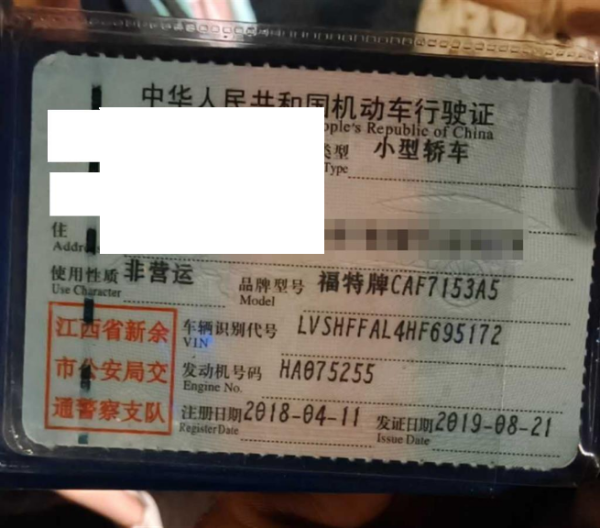 中华人民共和国机动车行驶证
ople's Republic of China
类型 小型轿车
Type
住
Addre
使用性质 非营运 品牌型号 福特牌CAF7153A5
Use Character Model
江西省新余 车辆识别代号 LVSHFFAL4HF695172
VIN
市公安局交 发动机号码 HA075255
Engine No.
通警察支队 注册日期 2018-04-11 发证日期 2019-08-21
Register Date Issue Date